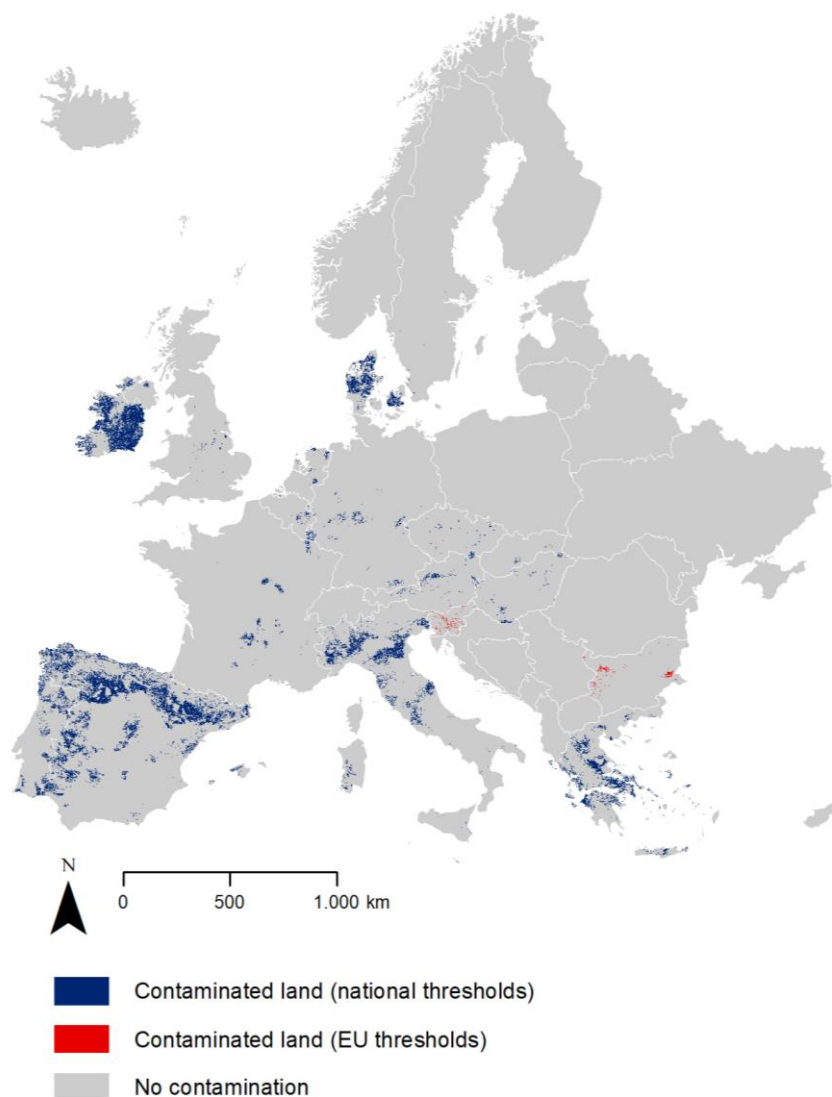 N
0 500 1.000 km
Contaminated land (national thresholds)
Contaminated land (EU thresholds)
No contamination